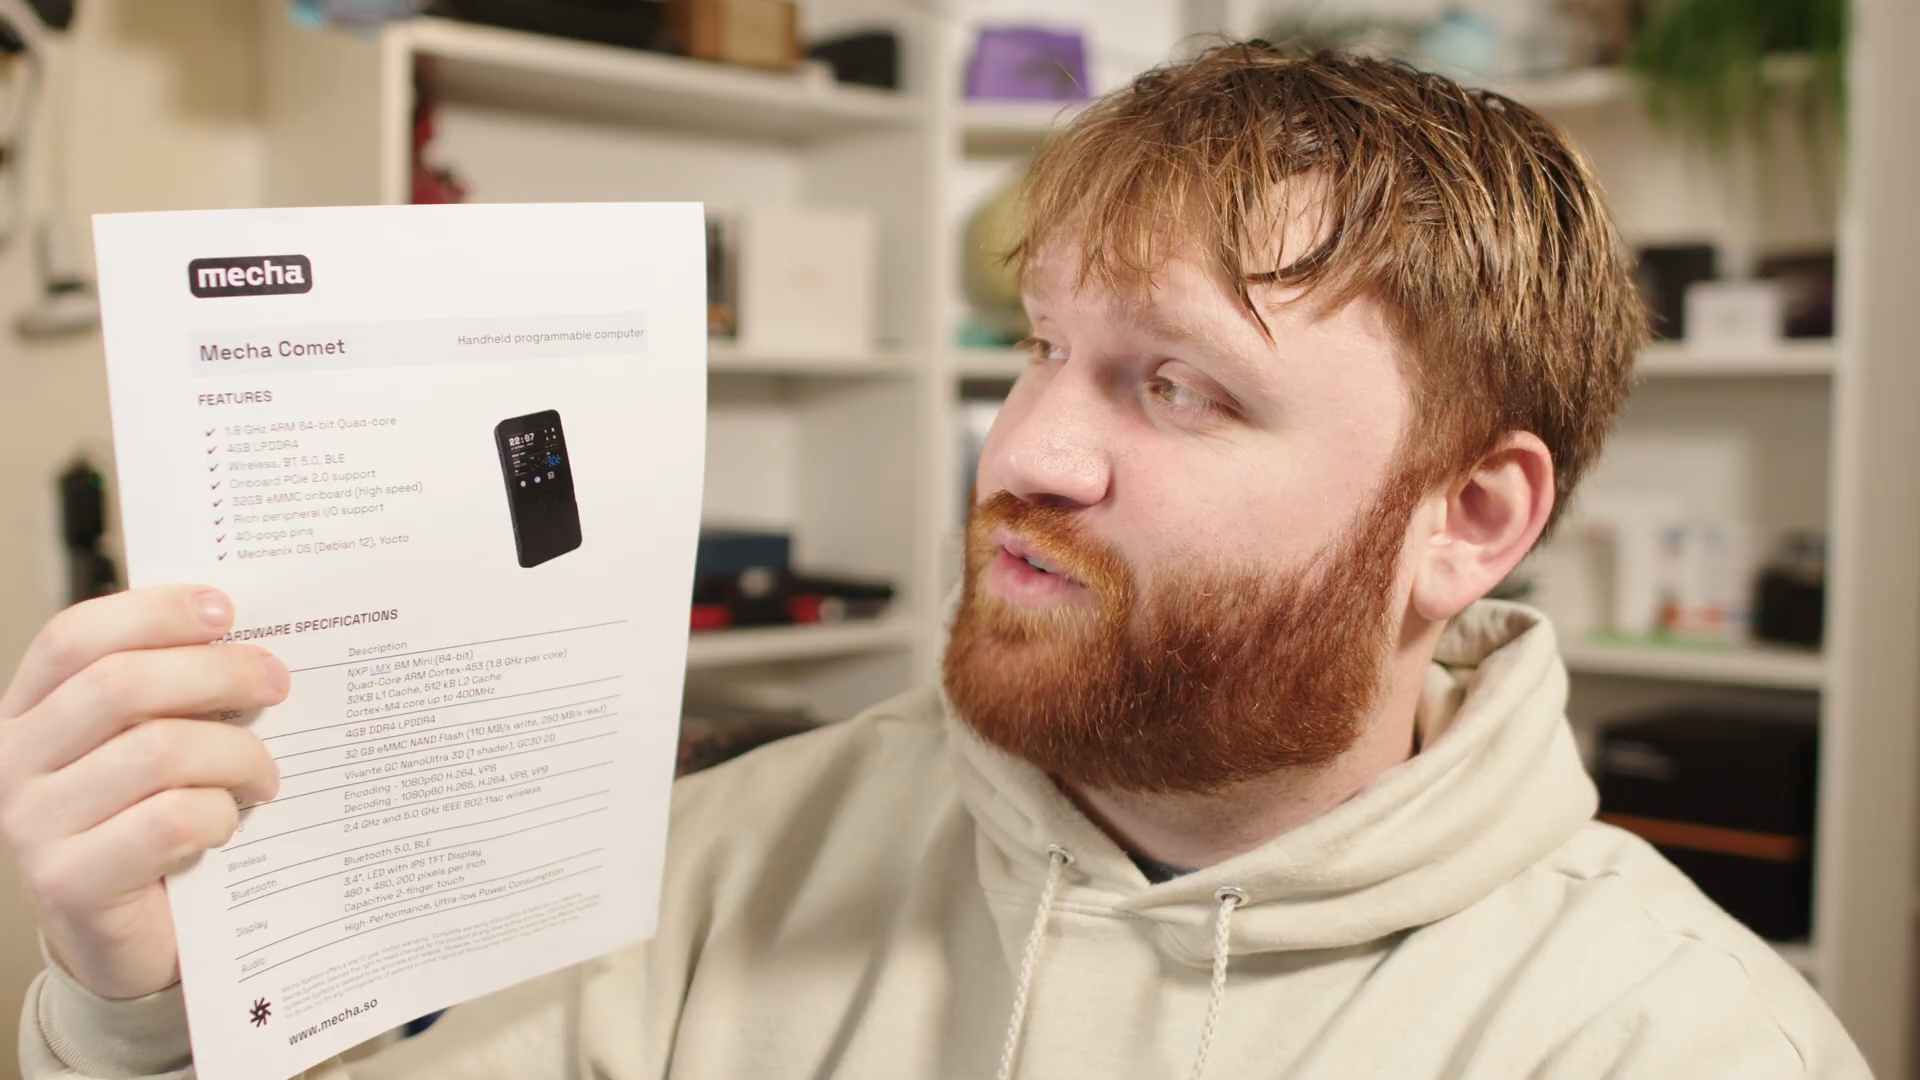 mecha
Mecha Comet
Handheld programmable computer
FEATURES
✓ 1.8 GHz ARM 64-bit Quad-core
✓ 4GB LPDDR4
✓ Wireless, BT 5.0, BLE
✓ Onboard PCIe 2.0 support
✓ 32GB eMMC onboard (high speed)
✓ Rich peripheral I/O support
✓ 40-pogo pins
✓ Mechanix OS (Debian 12), Yocto
22:07
HARDWARE SPECIFICATIONS
Description
NXP i.MX 8M Mini (64-bit)
Quad-Core ARM Cortex-A53 (1.8 GHz per core)
32KB L1 Cache, 512 kB L2 Cache
Cortex-M4 core up to 400MHz
4GB DDR4 LPDDR4
32 GB eMMC NAND Flash (110 MB/s write, 250 MB/s read)
Vivante GC NanoUltra 3D (1 shader), GC30 2D
Encoding - 1080p60 H.264, VP8
Decoding - 1080p60 H.265, H.264, VP8, VP9
Wireless
2.4 GHz and 5.0 GHz IEEE 802.11ac wireless
Bluetooth
Bluetooth 5.0, BLE
Display
3.4", LED with IPS TFT Display
480 x 480, 200 pixels per inch
Capacitive 2-finger touch
Audio
High-Performance, Ultra-low Power Consumption
www.mecha.so